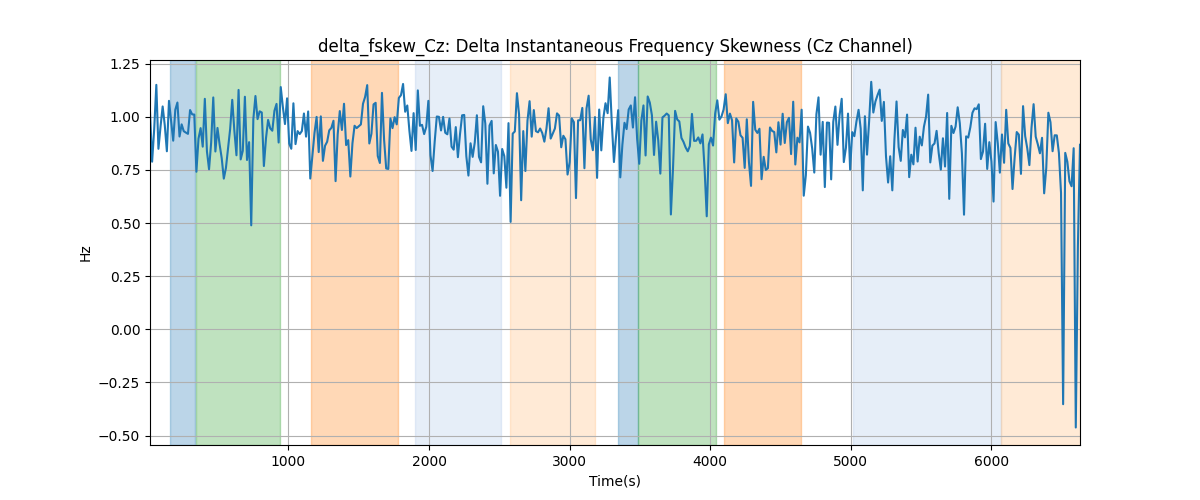 delta_fskew_Cz: Delta Instantaneous Frequency Skewness (Cz Channel)
1.25
1.00
0.75
0.50
0.25
0.00
−0.25
−0.50
Hz
1000 2000 3000 4000 5000 6000
Time(s)